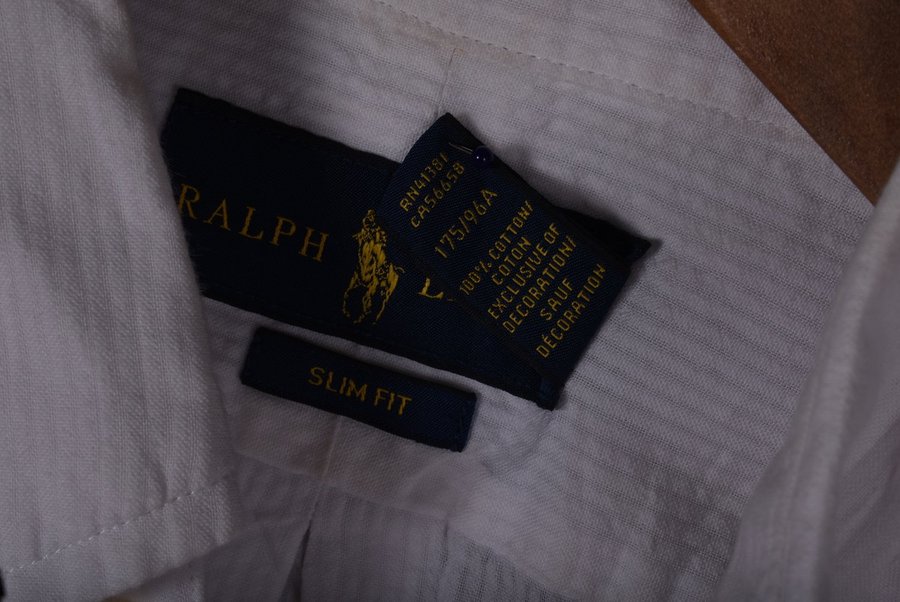 RALPH L
SLIM FIT
RN41381
CA56658
175/96A
100% COTTON/
COTON
EXCLUSIVE OF
DECORATION/
SAUF
DÉCORATION